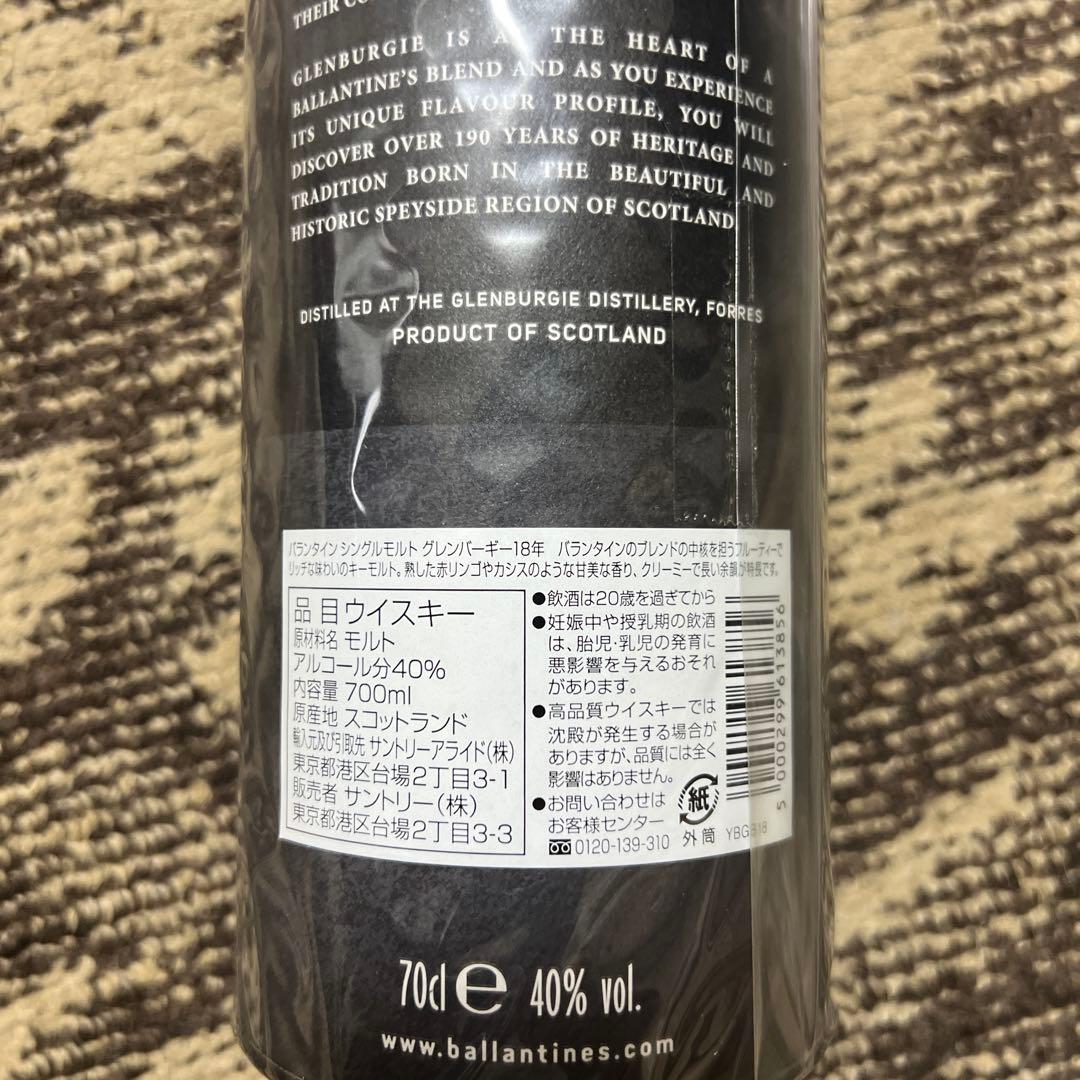 THEIR
GLENBURGIE IS AT THE HEART OF A
BALLANTINE'S BLEND AND AS YOU EXPERIENCE
ITS UNIQUE FLAVOUR PROFILE, YOU WILL
DISCOVER OVER 190 YEARS OF HERITAGE AND
TRADITION BORN IN THE BEAUTIFUL AND
HISTORIC SPEYSIDE REGION OF SCOTLAND
DISTILLED AT THE GLENBURGIE DISTILLERY, FORRES
PRODUCT OF SCOTLAND
バランタイン シングルモルト グレンバーギー18年 バランタインのブレンドの中核を担うフルーティーで
リッチな味わいのキーモルト。熟した赤リンゴやカシスのような甘美な香り、クリーミーで長い余韻が特長です。
品目ウイスキー
原材料名 モルト
アルコール分40%
内容量 700ml
原産地 スコットランド
輸入元及び引取先 サントリーアライド(株)
東京都港区台場2丁目3-1
販売者 サントリー(株)
東京都港区台場2丁目3-3
●飲酒は20歳を過ぎてから
●妊娠中や授乳期の飲酒
は、胎児・乳児の発育に
悪影響を与えるおそれ
があります。
●高品質ウイスキーでは
沈殿が発生する場合が
ありますが、品質には全く
影響はありません。
●お問い合わせは
お客様センター
0120-139-310
紙
外筒
5 000299 613856
70cl e 40% vol.
www.ballantines.com